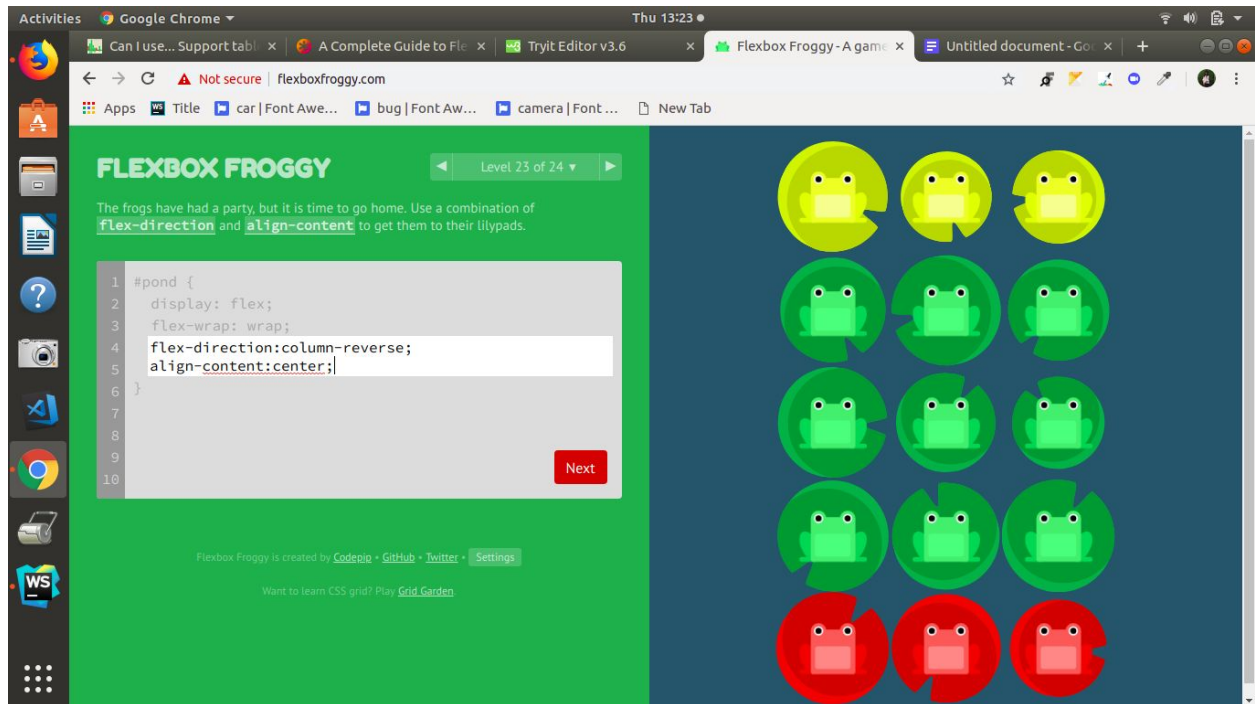 Activities Google Chrome ▾ Thu 13:23 ●
Can I use... Support tabl × A Complete Guide to Fle × Tryit Editor v3.6 × Flexbox Froggy - A game × Untitled document - Goo × +
Not secure | flexboxfroggy.com
Apps Title car | Font Awe... bug | Font Aw... camera | Font ... New Tab
FLEXBOX FROGGY
◀ Level 23 of 24 ▾ ▶
The frogs have had a party, but it is time to go home. Use a combination of
flex-direction and align-content to get them to their lilypads.
1 #pond {
2 display: flex;
3 flex-wrap: wrap;
4 flex-direction:column-reverse;
5 align-content:center;
6 }
7
8
9
10
Next
Flexbox Froggy is created by Codepip • GitHub • Twitter • Settings
Want to learn CSS grid? Play Grid Garden.
WS